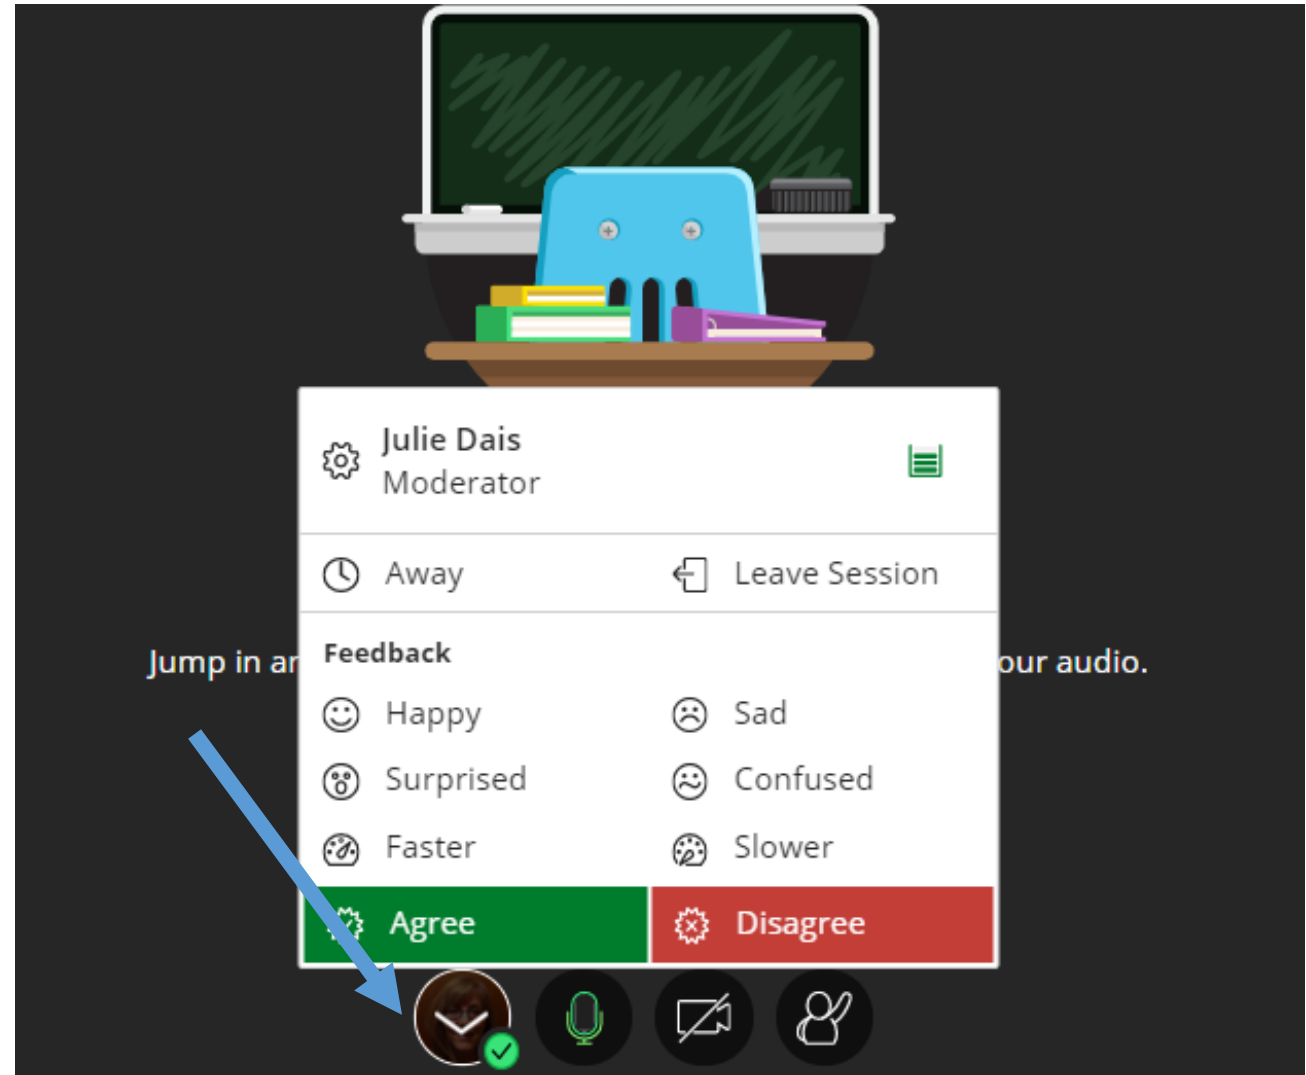 Julie Dais
Moderator
Away
Leave Session
Jump in ar
our audio.
Feedback
Happy
Sad
Surprised
Confused
Faster
Slower
Agree
Disagree